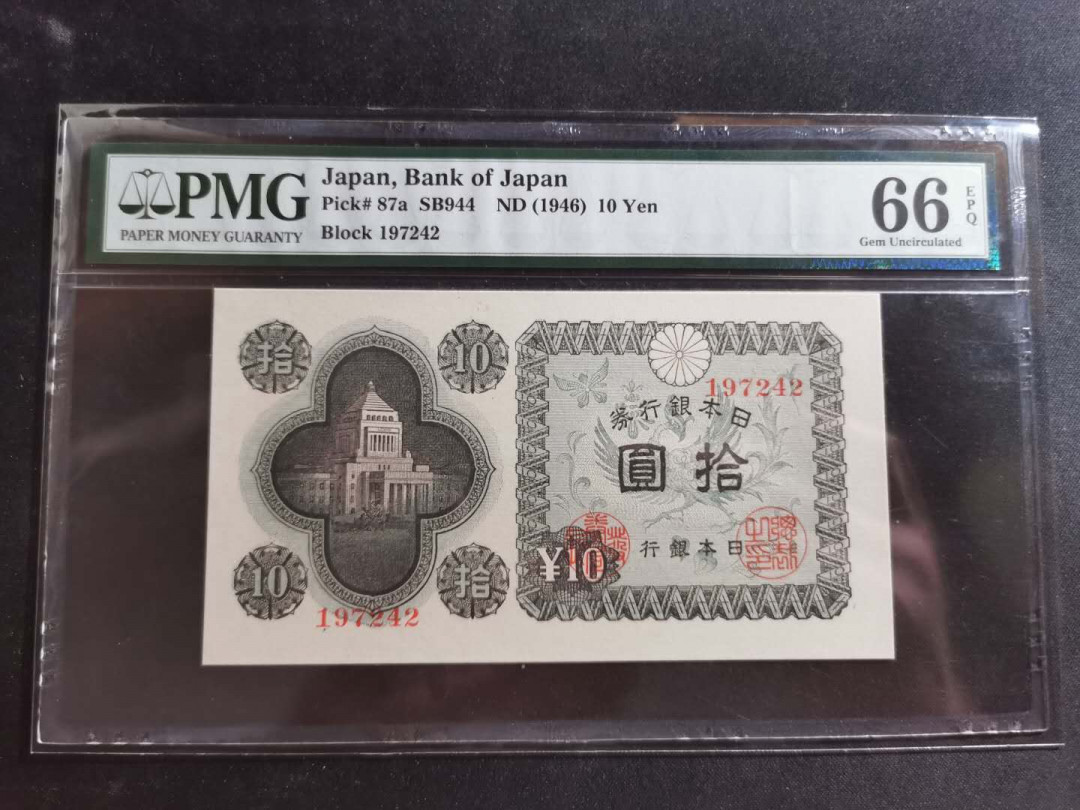 PMG
PAPER MONEY GUARANTY
Japan, Bank of Japan
Pick# 87a SB944 ND (1946) 10 Yen
Block 197242
66
EPQ
Gem Uncirculated
拾
10
197242
券行銀本日
圓拾
行銀本日
¥10
10
拾
197242